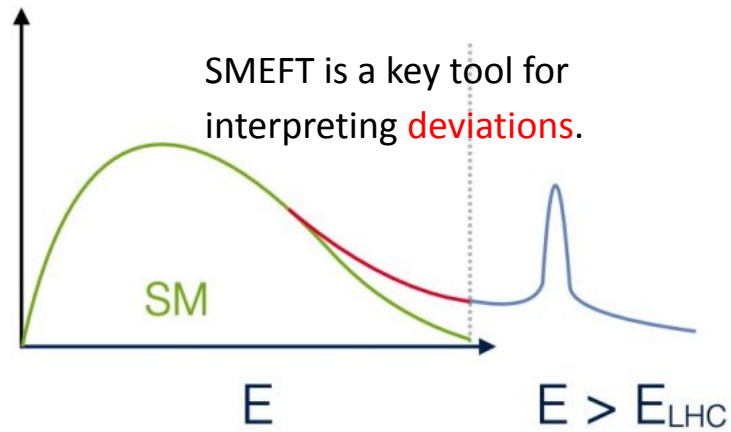 SMEFT is a key tool for
interpreting deviations.
SM
E
E > ELHC